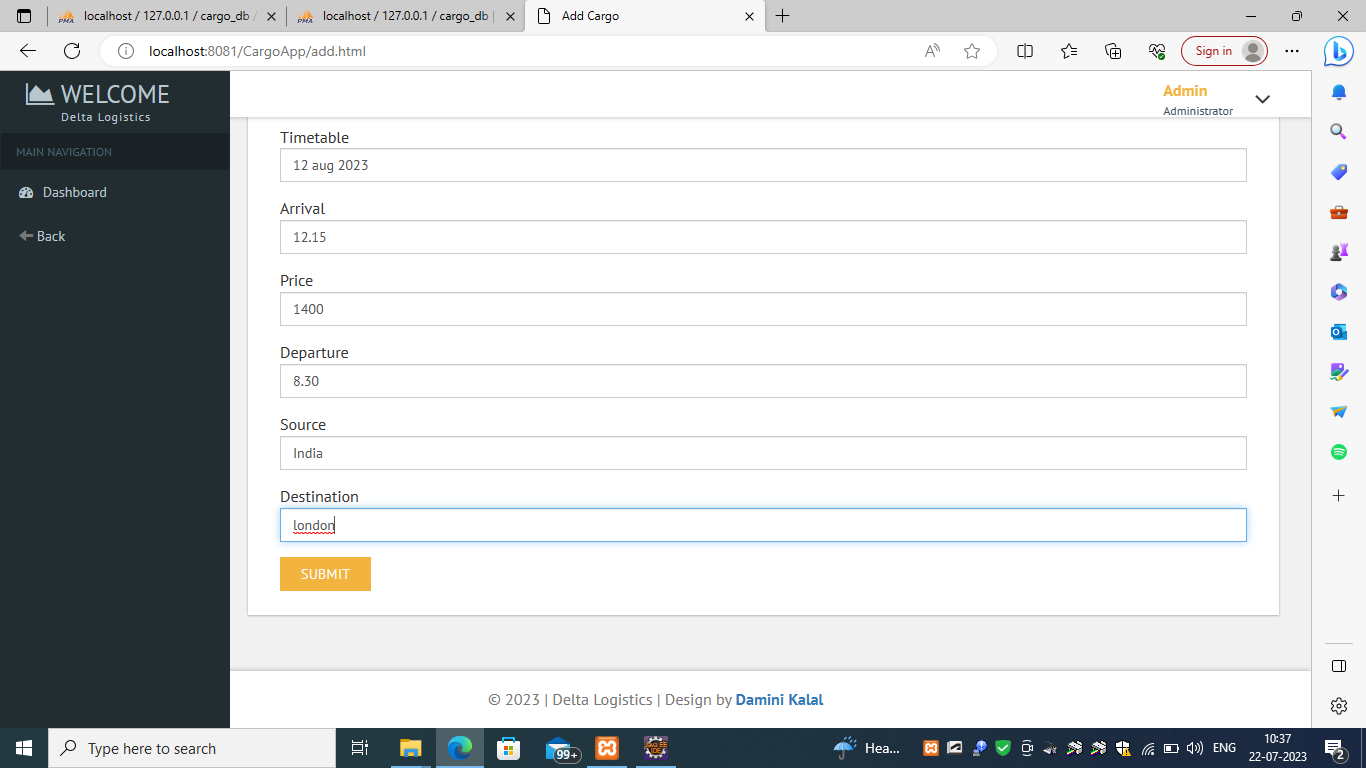 localhost / 127.0.0.1 / cargo_db /
localhost / 127.0.0.1 / cargo_db |
Add Cargo
localhost:8081/CargoApp/add.html
Sign in
WELCOME
Delta Logistics
MAIN NAVIGATION
Dashboard
Back
Admin
Administrator
Timetable
12 aug 2023
Arrival
12.15
Price
1400
Departure
8.30
Source
India
Destination
london
SUBMIT
© 2023 | Delta Logistics | Design by Damini Kalal
Type here to search
99+
Hea...
ENG
10:37
22-07-2023
2